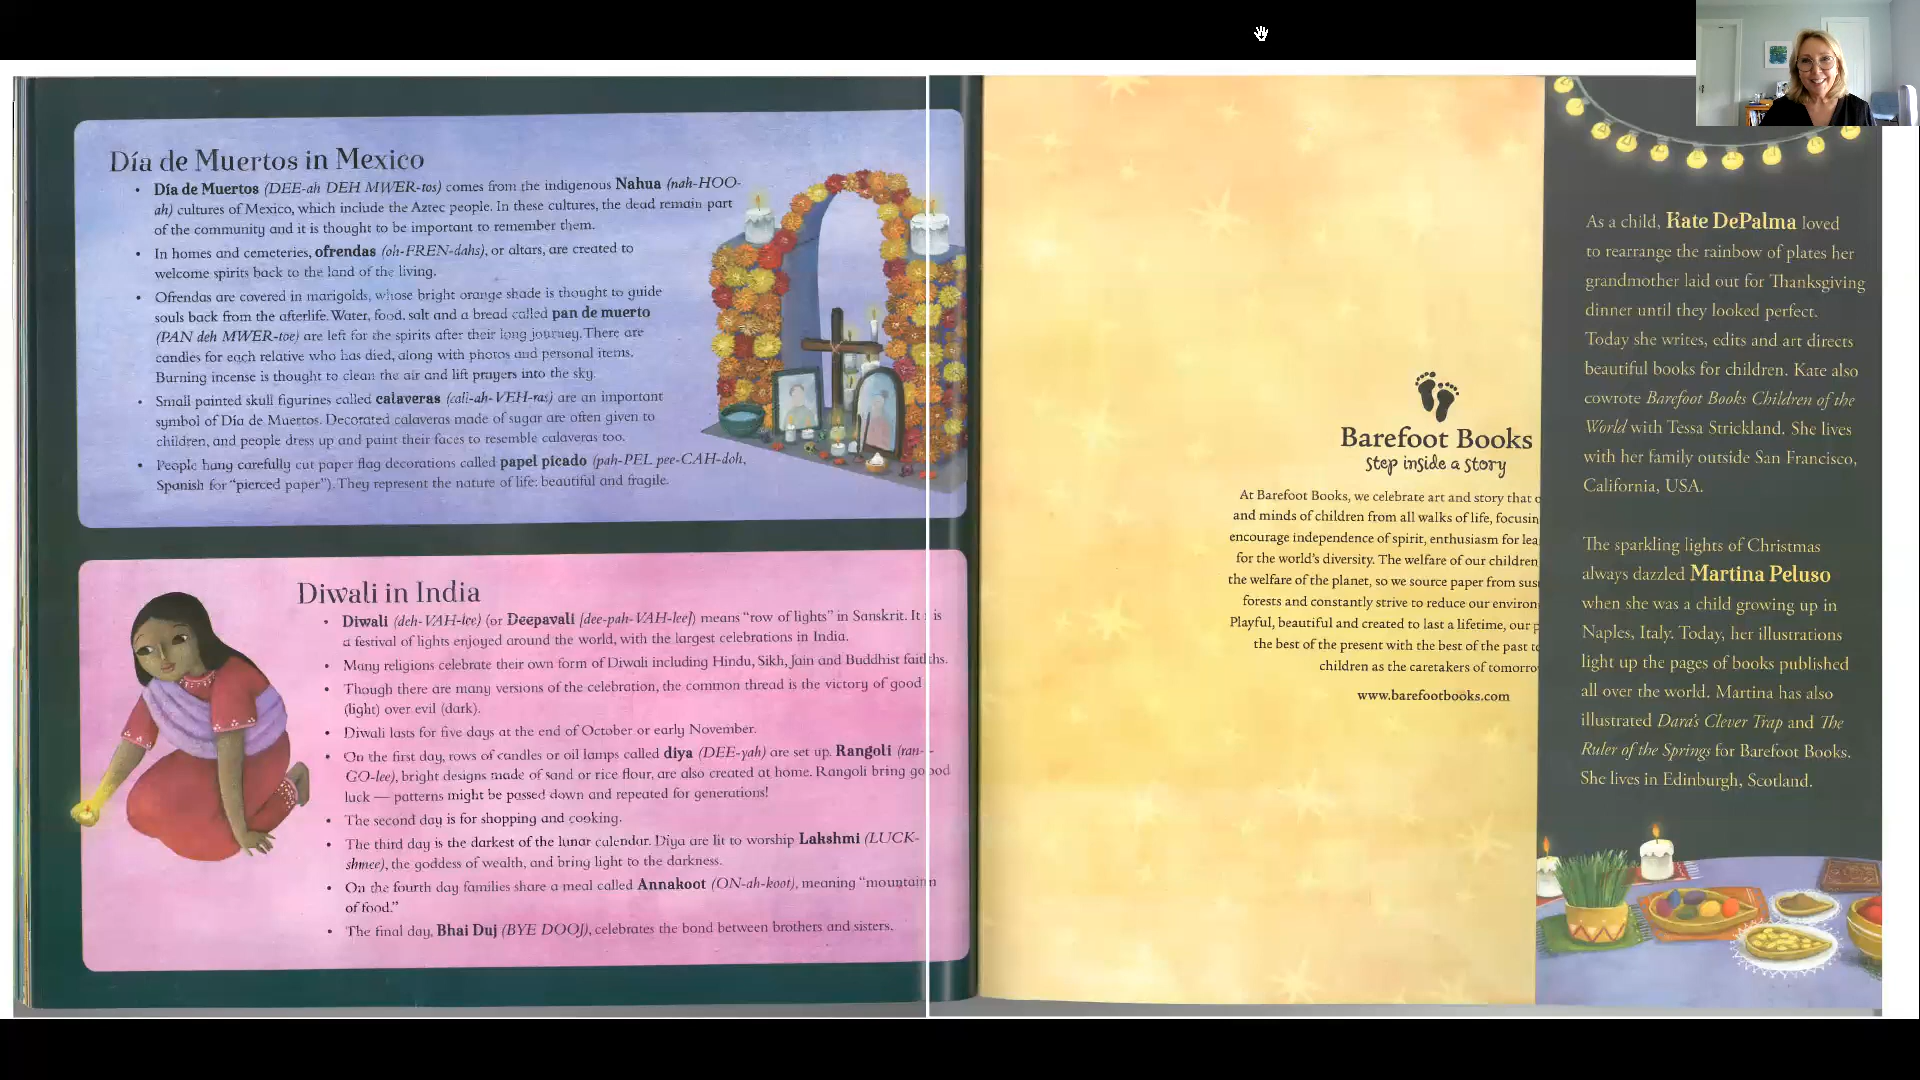 Día de Muertos in Mexico
• Día de Muertos (DEE-ah DEH MWER-tos) comes from the indigenous Nahua (nah-HOO-
ah) cultures of Mexico, which include the Aztec people. In these cultures, the dead remain part
of the community and it is thought to be important to remember them.
• In homes and cemeteries, ofrendas (oh-FREN-dahs), or altars, are created to
welcome spirits back to the land of the living.
• Ofrendas are covered in marigolds, whose bright orange shade is thought to guide
souls back from the afterlife. Water, food, salt and a bread called pan de muerto
(PAN deh MWER-toe) are left for the spirits after their long journey. There are
candles for each relative who has died, along with photos and personal items.
Burning incense is thought to clean the air and lift prayers into the sky.
• Small painted skull figurines called calaveras (cali-ah-VEH-ras) are an important
symbol of Día de Muertos. Decorated calaveras made of sugar are often given to
children, and people dress up and paint their faces to resemble calaveras too.
• People hang carefully cut paper flag decorations called papel picado (pah-PEL pee-CAH-doh,
Spanish for "pierced paper"). They represent the nature of life: beautiful and fragile.
Diwali in India
• Diwali (deh-VAH-lee) (or Deepavali [dee-pah-VAH-lee]) means "row of lights" in Sanskrit. It is
a festival of lights enjoyed around the world, with the largest celebrations in India.
• Many religions celebrate their own form of Diwali including Hindu, Sikh, Jain and Buddhist faiths.
• Though there are many versions of the celebration, the common thread is the victory of good
(light) over evil (dark).
• Diwali lasts for five days at the end of October or early November.
• On the first day, rows of candles or oil lamps called diya (DEE-yah) are set up. Rangoli (ran-
GO-lee), bright designs made of sand or rice flour, are also created at home. Rangoli bring good
luck — patterns might be passed down and repeated for generations!
• The second day is for shopping and cooking.
• The third day is the darkest of the lunar calendar. Diya are lit to worship Lakshmi (LUCK-
shmee), the goddess of wealth, and bring light to the darkness.
• On the fourth day families share a meal called Annakoot (ON-ah-koot), meaning "mountain
of food."
• The final day, Bhai Duj (BYE DOOJ), celebrates the bond between brothers and sisters.
Barefoot Books
step inside a story
At Barefoot Books, we celebrate art and story that
and minds of children from all walks of life,
encourage independence of spirit, enthusiasm for
for the world's diversity. The welfare of our children
the welfare of the planet, so we source paper from
forests and constantly strive to reduce our
Playful, beautiful and created to last a lifetime, our
the best of the present with the best of the past
children as the caretakers of
www.barefootbooks.com
As a child, Kate DePalma loved
to rearrange the rainbow of plates her
grandmother laid out for Thanksgiving
dinner until they looked perfect.
Today she writes, edits and art directs
beautiful books for children. Kate also
cowrote Barefoot Books Children of the
World with Tessa Strickland. She lives
with her family outside San Francisco,
California, USA.
The sparkling lights of Christmas
always dazzled Martina Peluso
when she was a child growing up in
Naples, Italy. Today, her illustrations
light up the pages of books published
all over the world. Martina has also
illustrated Dara's Clever Trap and The
Ruler of the Springs for Barefoot Books.
She lives in Edinburgh, Scotland.